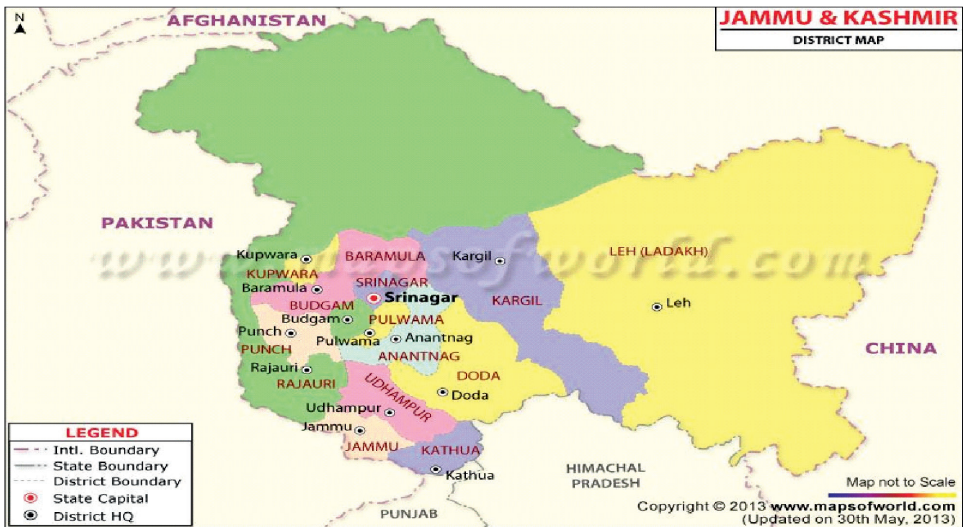 N
AFGHANISTAN
JAMMU & KASHMIR
DISTRICT MAP
PAKISTAN
www.mapsofworld.com
Kupwara
KUPWARA
BARAMULA
Kargil
LEH (LADAKH)
Baramula
SRINAGAR
Srinagar
KARGIL
Leh
BUDGAM
Budgam
PULWAMA
Punch
Pulwama
Anantnag
PUNCH
ANANTNAG
CHINA
Rajauri
RAJAURI
UDHAMPUR
DODA
Doda
Udhampur
Jammu
JAMMU
KATHUA
Kathua
HIMACHAL
PRADESH
PUNJAB
LEGEND
Intl. Boundary
State Boundary
District Boundary
State Capital
District HQ
Map not to Scale
Copyright © 2013 www.mapsofworld.com
(Updated on 30th May, 2013)